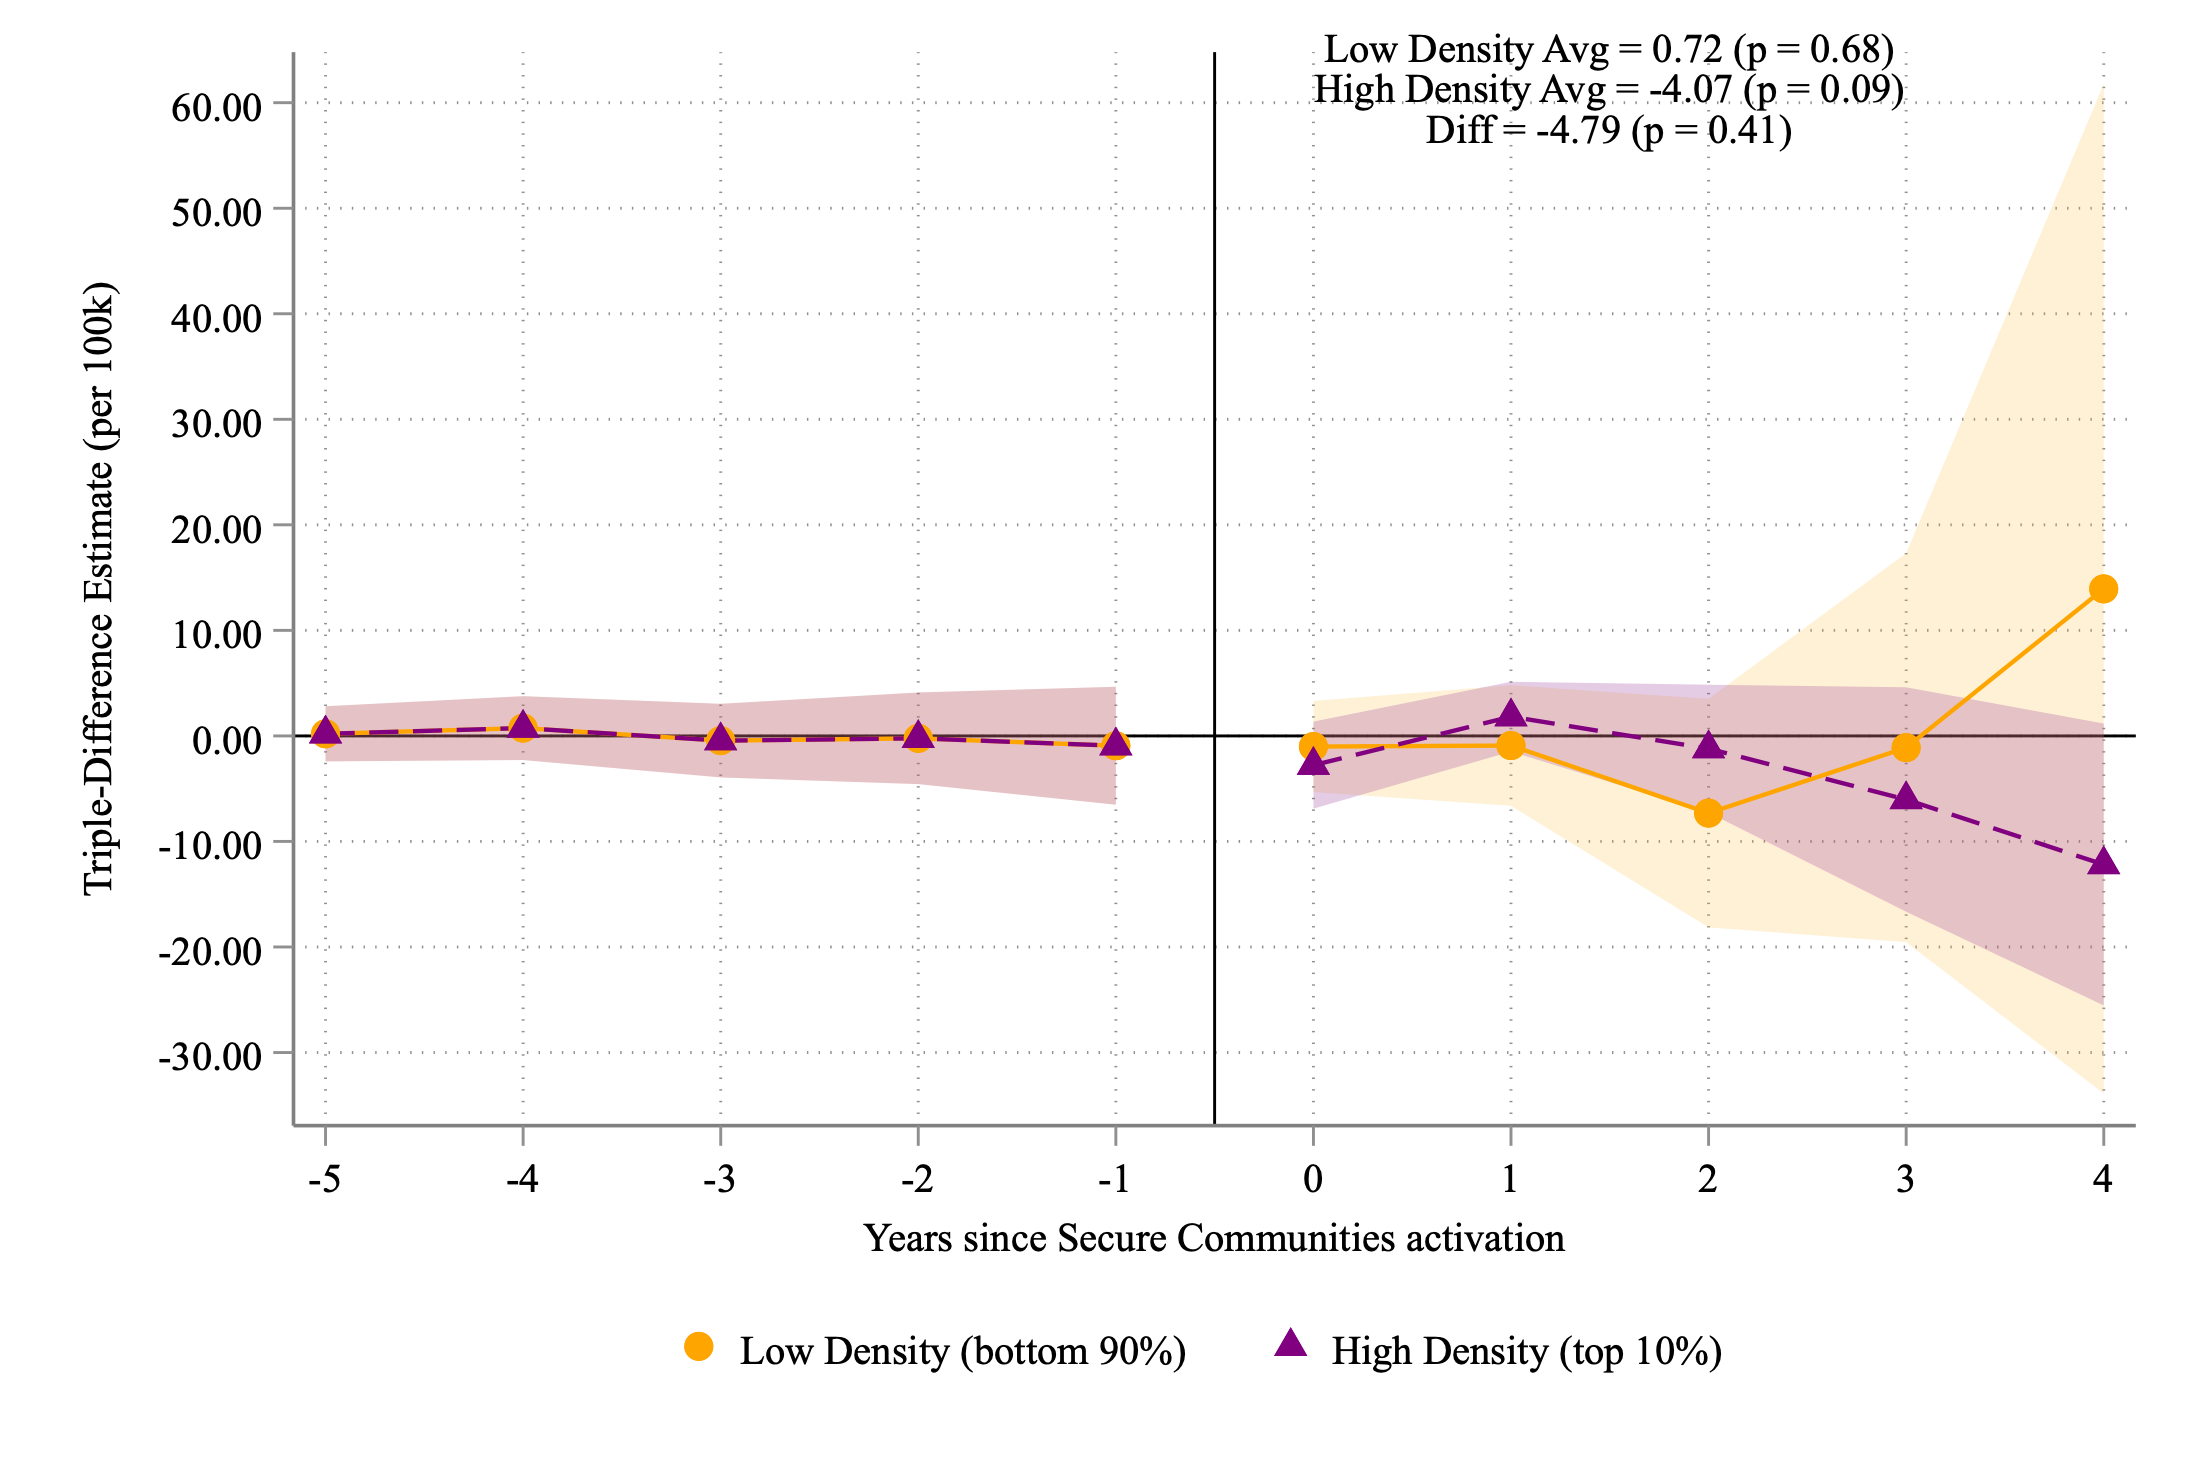 Low Density Avg = 0.72 (p = 0.68)
High Density Avg = -4.07 (p = 0.09)
Diff = -4.79 (p = 0.41)
Triple-Difference Estimate (per 100k)
60.00
50.00
40.00
30.00
20.00
10.00
0.00
-10.00
-20.00
-30.00
-5 -4 -3 -2 -1 0 1 2 3 4
Years since Secure Communities activation
Low Density (bottom 90%) High Density (top 10%)